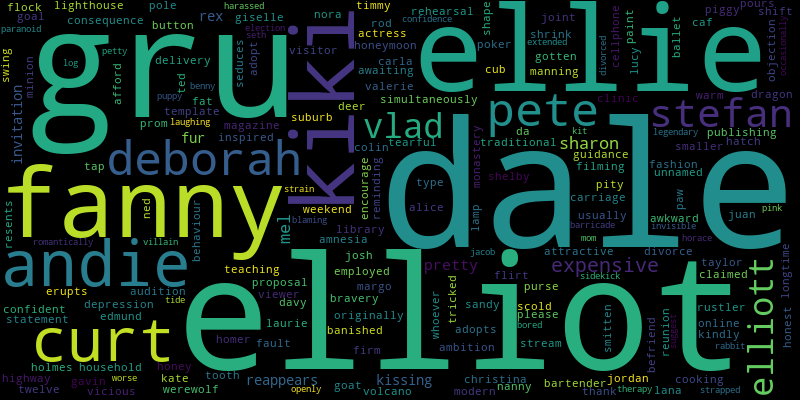 flock lighthouse pole rex harassed giselle nora timmy rehearsal shape joint paint piggy pours
goal consequence button rod confidence shift
paranoid visitor actress poker shrink lucy caf occasionally
gru kiki ellie
swing log petty delivery seduces election seth honeymoon extended divorced cellphone ballet objection
minion afford ted adopt carla awaiting cub gotten manning
puppy benny valerie clinic warm dragon
fat template deer simultaneously pete stefan
invitation prom laughing magazine suburb vlad da kit legendary publishing
fur inspired colin tearful traditional sharon smaller hatch
deborah encourage reminding monastery guidance fashion unnamed
tap filming
fanny strain type shelby pity paw dale
ned weekend alice lamp carriage usually awkward juan pink
resents behaviour mel blaming library barricade invisible
romantically villain amnesia mom horace
andie josh jacob attractive divorce honest longtime
teaching employed pretty flirt expensive taylor claimed
erupts audition proposal viewer margo tricked purse sidekick
tide davy bravery sandy scold rustler
confident depression originally whoever please smitten online
statement edmund laurie banished adopts bored befriend reunion suggest kindly
curt elliot elliott
homer fault firm ambition stream rabbit
holmes household honey
highway gavin worse kate tooth reappears kissing christina bartender jordan cooking
twelve vicious werewolf openly goat volcano modern nanny thank therapy lana strapped